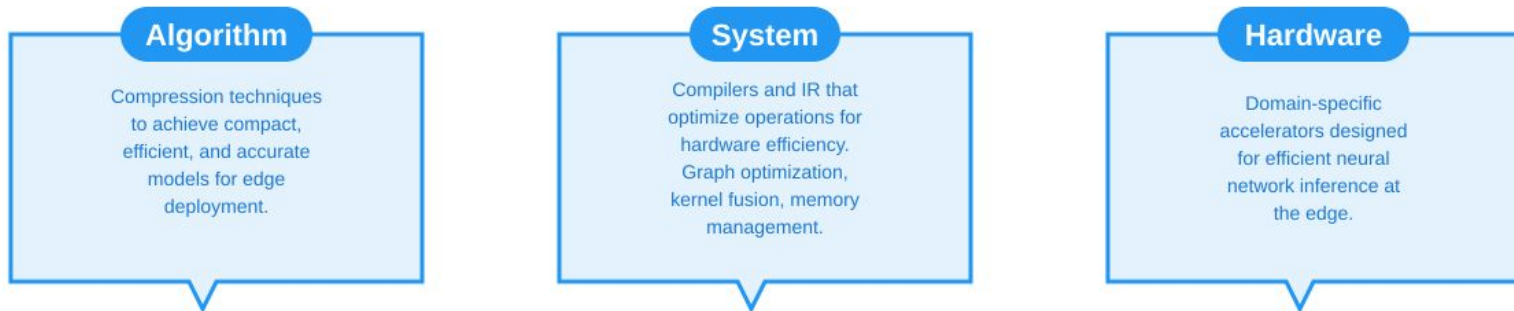 Algorithm
Compression techniques
to achieve compact,
efficient, and accurate
models for edge
deployment.
System
Compilers and IR that
optimize operations for
hardware efficiency.
Graph optimization,
kernel fusion, memory
management.
Hardware
Domain-specific
accelerators designed
for efficient neural
network inference at
the edge.